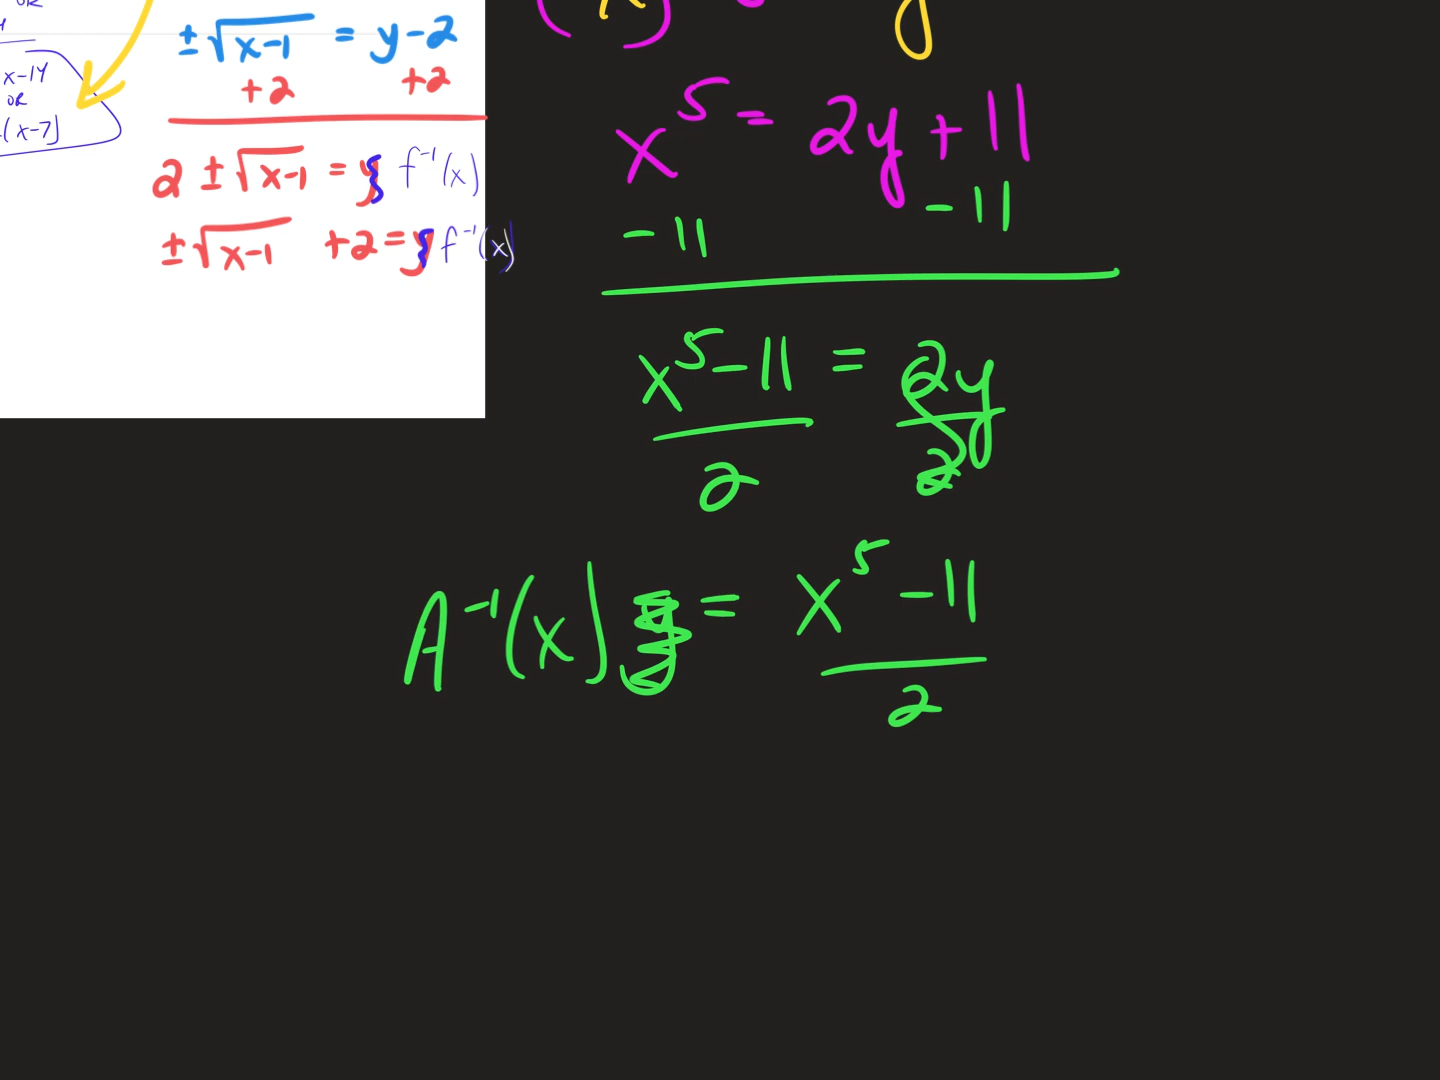 OR
x-14
OR
(x-7)
±√x-1 = y-2
+2 +2
2 ±√x-1 = y f⁻¹(x)
±√x-1 +2 = y f⁻¹(x)
x⁵ = 2y + 11
-11 -11
x⁵-11 = 2y
2 2
A⁻¹(x) = x⁵ - 11
2